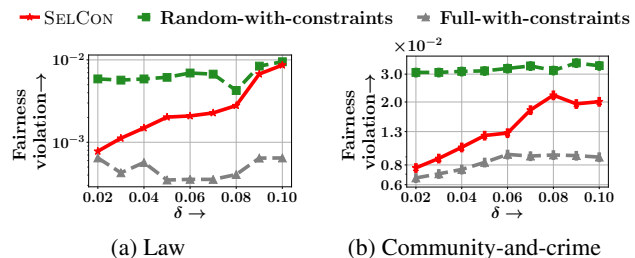 SELCON Random-with-constraints Full-with-constraints
10⁻²
10⁻³
Fairness
violation→
0.02 0.04 0.06 0.08 0.10
δ →
(a) Law
×10⁻²
3.0
2.0
1.3
0.8
0.6
Fairness
violation→
0.02 0.04 0.06 0.08 0.10
δ →
(b) Community-and-crime